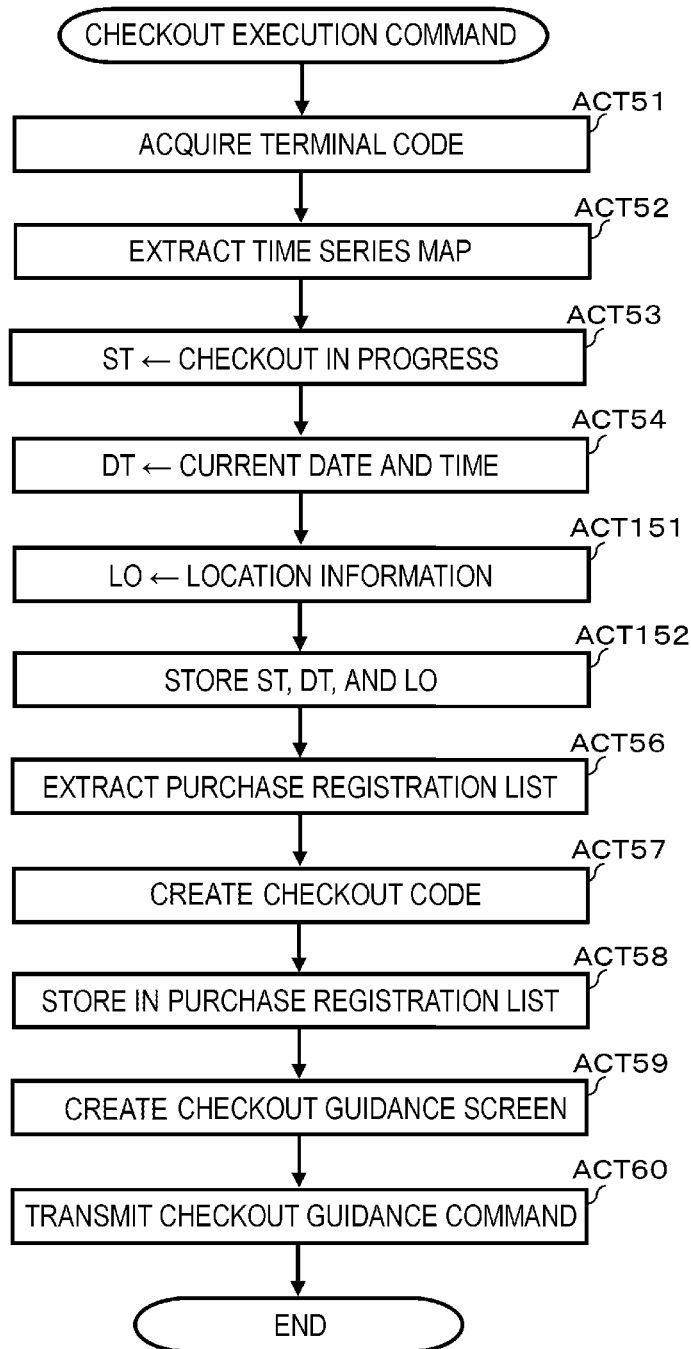 CHECKOUT EXECUTION COMMAND
ACT51
ACQUIRE TERMINAL CODE
ACT52
EXTRACT TIME SERIES MAP
ACT53
ST ← CHECKOUT IN PROGRESS
ACT54
DT ← CURRENT DATE AND TIME
ACT151
LO ← LOCATION INFORMATION
ACT152
STORE ST, DT, AND LO
ACT56
EXTRACT PURCHASE REGISTRATION LIST
ACT57
CREATE CHECKOUT CODE
ACT58
STORE IN PURCHASE REGISTRATION LIST
ACT59
CREATE CHECKOUT GUIDANCE SCREEN
ACT60
TRANSMIT CHECKOUT GUIDANCE COMMAND
END